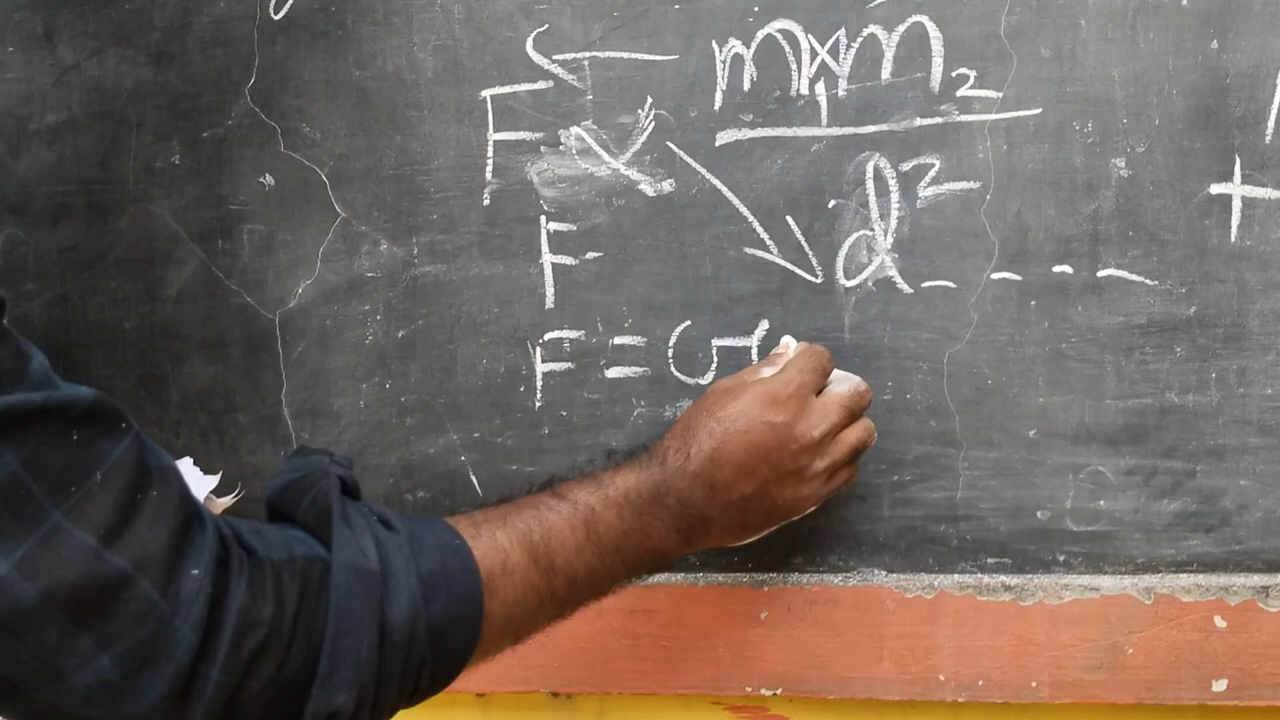 F ∝ m₁×m₂
d²
F
F = G
+